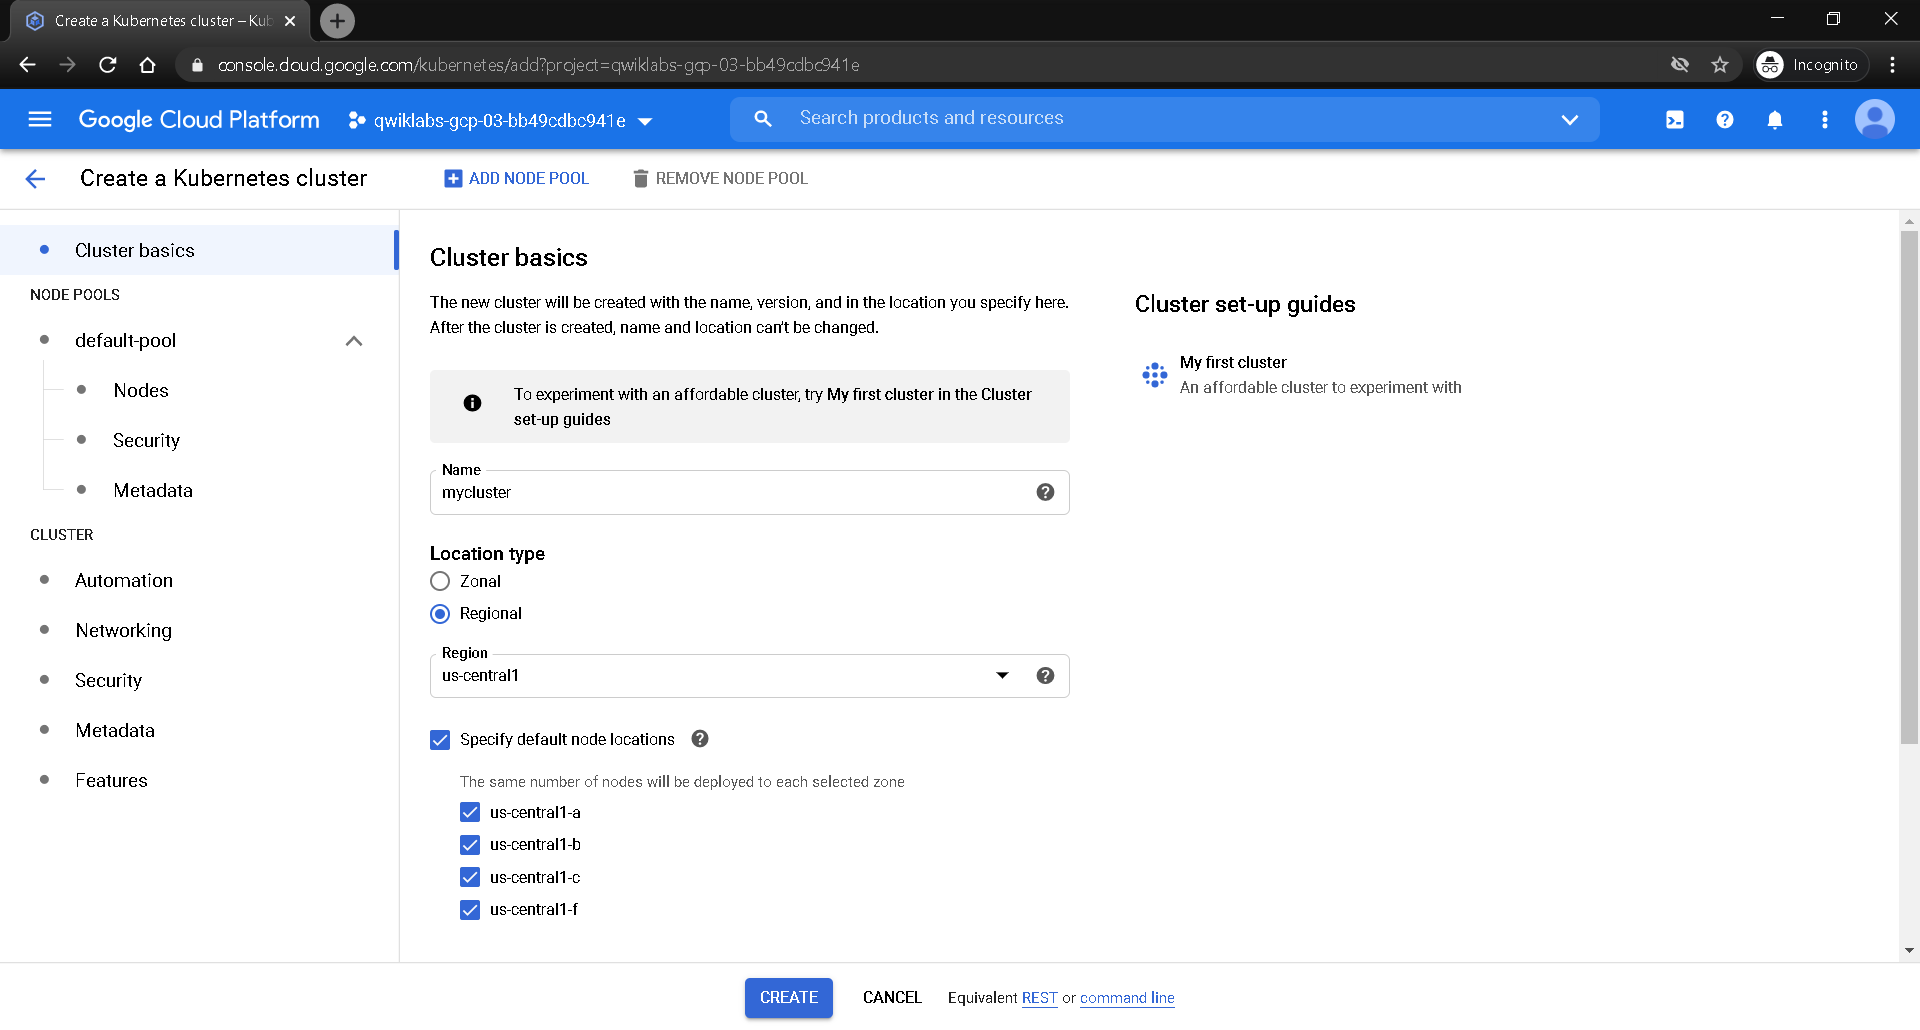 Create a Kubernetes cluster – Kub
console.cloud.google.com/kubernetes/add?project=qwiklabs-gcp-03-bb49cdbc941e
Incognito
Google Cloud Platform
qwiklabs-gcp-03-bb49cdbc941e
Search products and resources
Create a Kubernetes cluster
ADD NODE POOL
REMOVE NODE POOL
Cluster basics
NODE POOLS
default-pool
Nodes
Security
Metadata
CLUSTER
Automation
Networking
Security
Metadata
Features
Cluster basics
The new cluster will be created with the name, version, and in the location you specify here.
After the cluster is created, name and location can't be changed.
To experiment with an affordable cluster, try My first cluster in the Cluster
set-up guides
Name
mycluster
Location type
Zonal
Regional
Region
us-central1
Specify default node locations
The same number of nodes will be deployed to each selected zone
us-central1-a
us-central1-b
us-central1-c
us-central1-f
Cluster set-up guides
My first cluster
An affordable cluster to experiment with
CREATE
CANCEL
Equivalent REST or command line